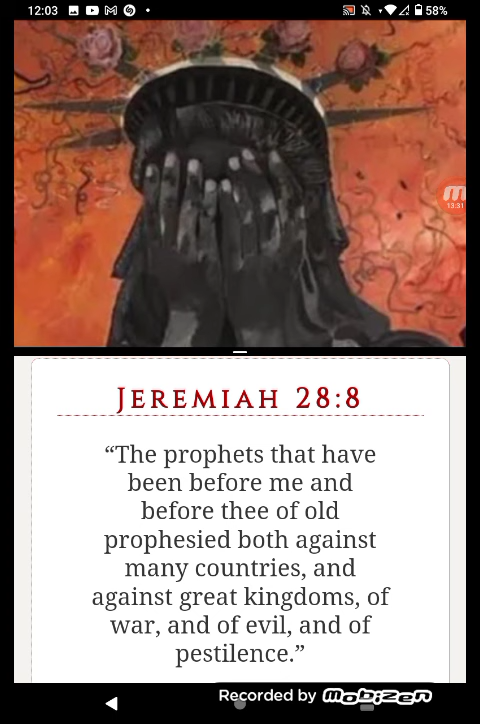 12:03
58%
13:31
JEREMIAH 28:8
“The prophets that have
been before me and
before thee of old
prophesied both against
many countries, and
against great kingdoms, of
war, and of evil, and of
pestilence.”
Recorded by Mobizen